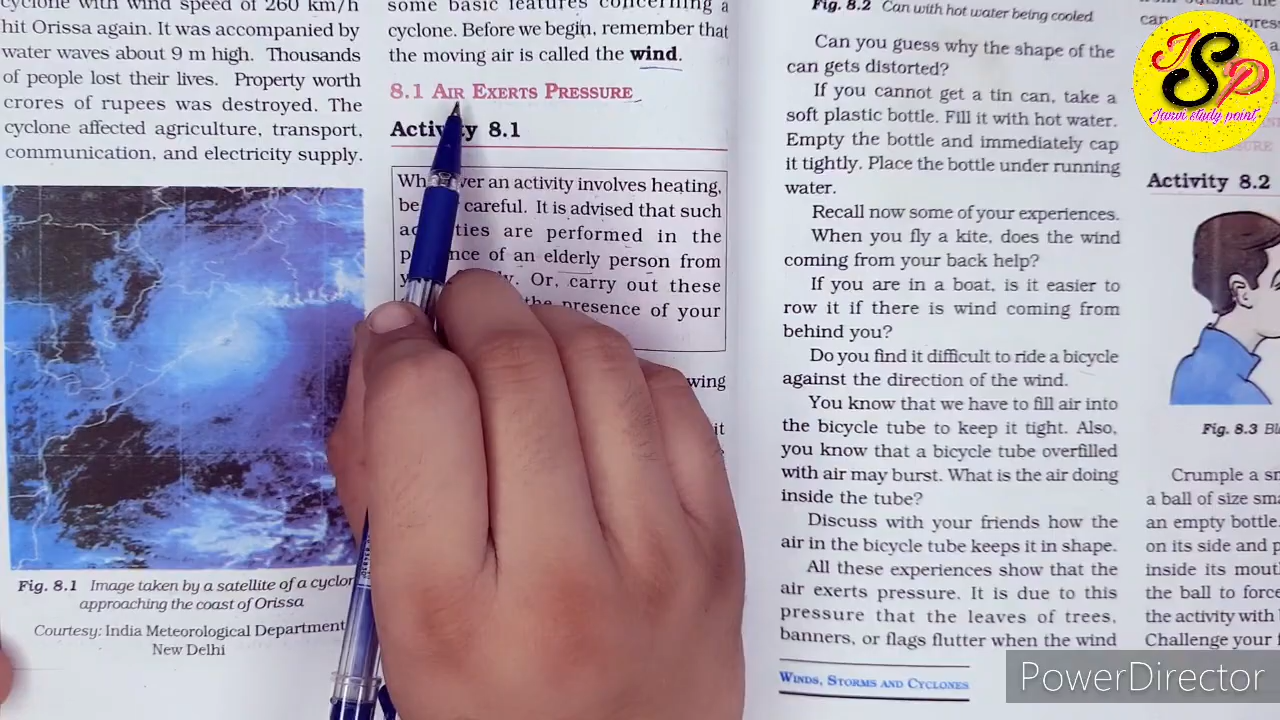 cyclone with wind speed of 260 km/h
hit Orissa again. It was accompanied by
water waves about 9 m high. Thousands
of people lost their lives. Property worth
crores of rupees was destroyed. The
cyclone affected agriculture, transport,
communication, and electricity supply.
Fig. 8.1 Image taken by a satellite of a
approaching the coast of Orissa
Courtesy: India Meteorological Department
New Delhi
some basic features concerning a
cyclone. Before we begin, remember that
the moving air is called the wind.
8.1 AIR EXERTS PRESSURE
Activity 8.1
an activity involves heating,
be careful. It is advised that such
are performed in the
of an elderly person from
Or, carry out these
the presence of your
it
Fig. 8.2 Can with hot water being cooled
Can you guess why the shape of the
can gets distorted?
If you cannot get a tin can, take a
soft plastic bottle. Fill it with hot water.
Empty the bottle and immediately cap
it tightly. Place the bottle under running
water.
Recall now some of your experiences.
When you fly a kite, does the wind
coming from your back help?
If you are in a boat, is it easier to
row it if there is wind coming from
behind you?
Do you find it difficult to ride a bicycle
against the direction of the wind.
You know that we have to fill air into
the bicycle tube to keep it tight. Also,
you know that a bicycle tube overfilled
with air may burst. What is the air doing
inside the tube?
Discuss with your friends how the
air in the bicycle tube keeps it in shape.
All these experiences show that the
air exerts pressure. It is due to this
pressure that the leaves of trees,
banners, or flags flutter when the wind
WINDS, STORMS AND CYCLONES
JSP
Janvi study point
Activity 8.2
Fig. 8.3
Crumple a
a ball of size
an empty bottle.
on its side and
inside its
the ball to force
the activity with
Challenge your
PowerDirector